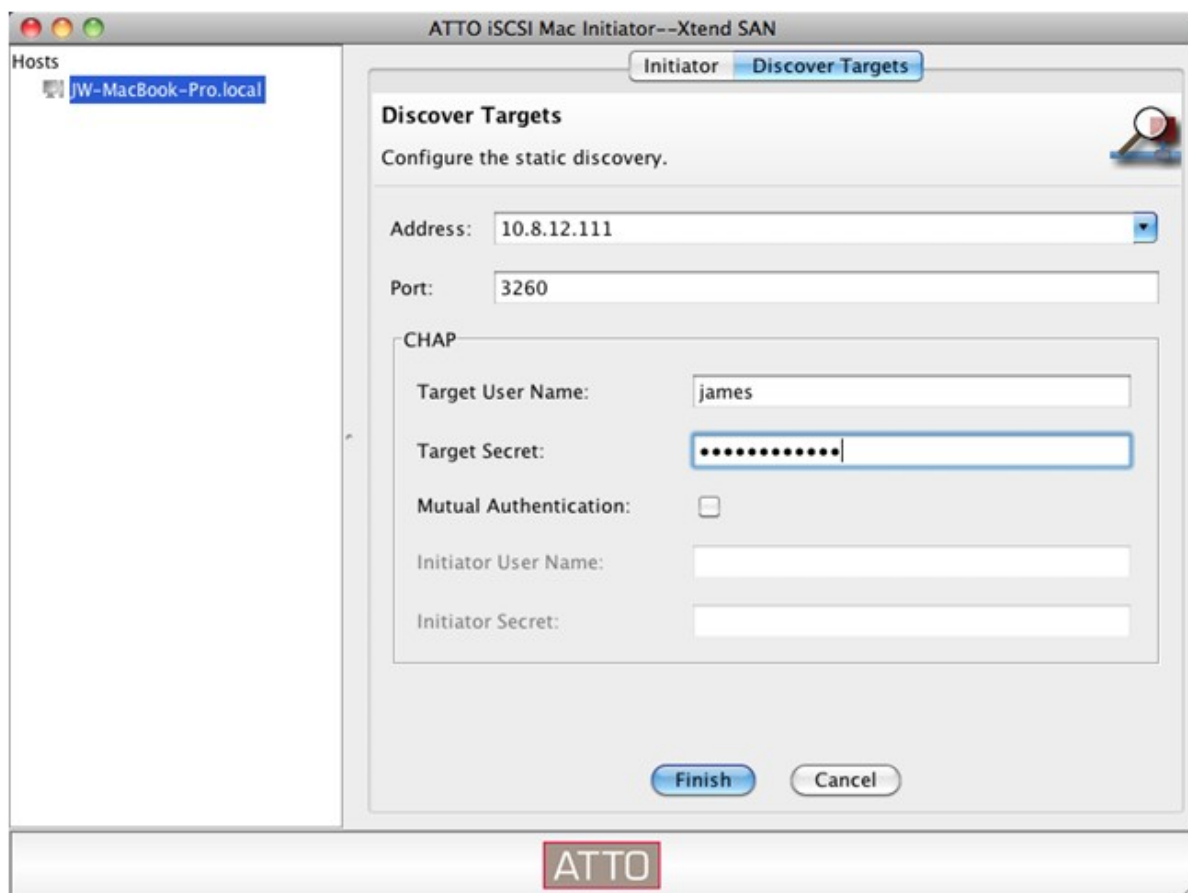 ATTO iSCSI Mac Initiator--Xtend SAN
Hosts
JW-MacBook-Pro.local
Initiator
Discover Targets
Discover Targets
Configure the static discovery.
Address: 10.8.12.111
Port: 3260
CHAP
Target User Name: james
Target Secret: ••••••••••••
Mutual Authentication:
Initiator User Name:
Initiator Secret:
Finish
Cancel
ATTO